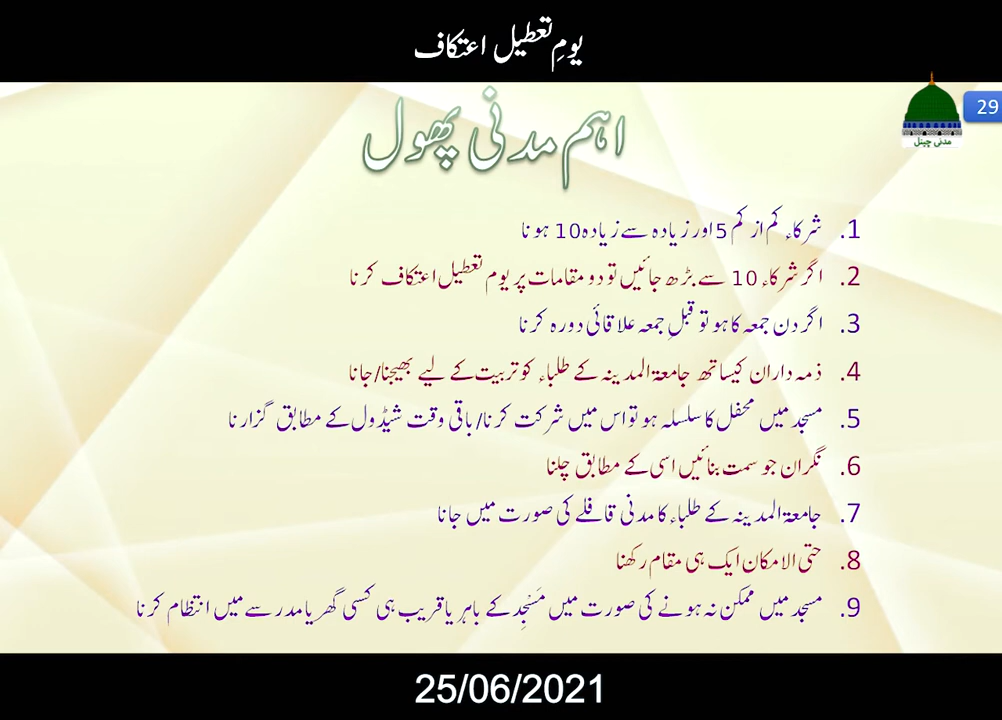 یومِ تعطیل اعتکاف
29
مدنی چینل
اہم مدنی پھول
1. شرکاء کم از کم 5 اور زیادہ سے زیادہ 10 ہونا
2. اگر شرکاء 10 سے بڑھ جائیں تو دو مقامات پر یوم تعطیل اعتکاف کرنا
3. اگر دن جمعہ کا ہو تو قبلِ جمعہ علاقائی دورہ کرنا
4. ذمہ داران کیساتھ جامعۃ المدینہ کے طلباء کو تربیت کے لیے بھیجنا/جانا
5. مسجد میں محفل کا سلسلہ ہو تو اس میں شرکت کرنا/باقی وقت شیڈول کے مطابق گزارنا
6. نگران جو سمت بنائیں اسی کے مطابق چلنا
7. جامعۃ المدینہ کے طلباء کا مدنی قافلے کی صورت میں جانا
8. حتی الامکان ایک ہی مقام رکھنا
9. مسجد میں ممکن نہ ہونے کی صورت میں مَسْجِد کے باہر یا قریب ہی کسی گھر یا مدرسے میں انتظام کرنا
25/06/2021